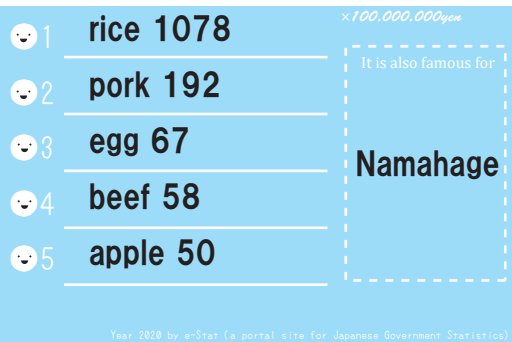 ×100,000,000yen
1 rice 1078
2 pork 192
3 egg 67
4 beef 58
5 apple 50
It is also famous for
Namahage
Year 2020 by e-Stat (a portal site for Japanese Government Statistics)